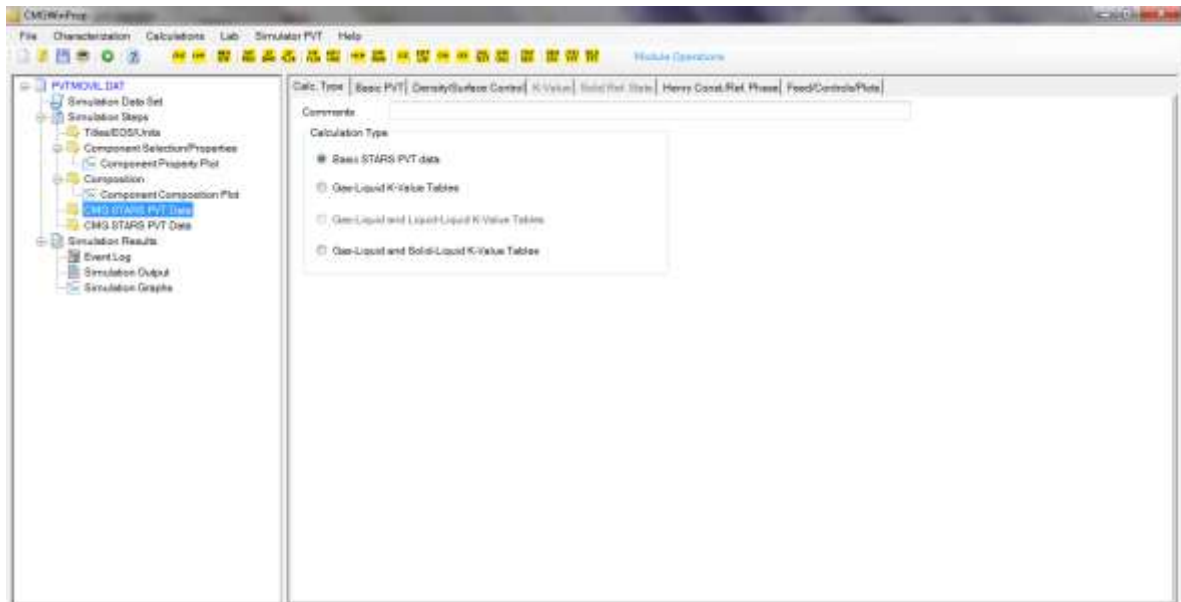 CMGWinProp
File Characterization Calculations Lab Simulator PVT Help
Module Operations
PVTMOVIL.DAT
Simulation Data Set
Simulation Steps
Titles/EOS/Units
Component Selection/Properties
Component Property Plot
Composition
Component Composition Plot
CMG STARS PVT Data
CMG STARS PVT Data
Simulation Results
Event Log
Simulation Output
Simulation Graphs
Calc. Type Basic PVT Density/Surface Control K-Value Solid/Ref. State Henry Const./Ref. Phase Feed/Controls/Plots
Comments
Calculation Type
Basic STARS PVT data
Gas-Liquid K-Value Tables
Gas-Liquid and Liquid-Liquid K-Value Tables
Gas-Liquid and Solid-Liquid K-Value Tables